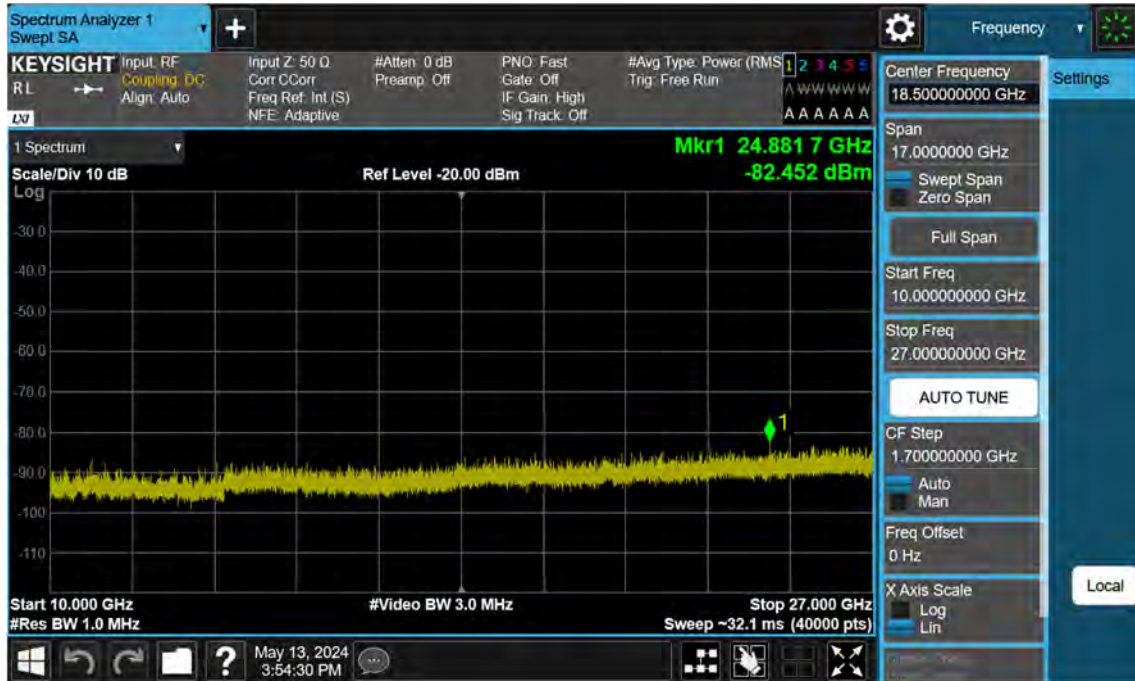 Spectrum Analyzer 1
Swept SA
Frequency
KEYSIGHT
RL
LXI
Input: RF
Coupling: DC
Align: Auto
Input Z: 50 Ω
Corr CCorr
Freq Ref: Int (S)
NFE: Adaptive
#Atten: 0 dB
Preamp: Off
PNO: Fast
Gate: Off
IF Gain: High
Sig Track: Off
#Avg Type: Power (RMS
Trig: Free Run
1 2 3 4 5 6
A W W W W W
A A A A A A
1 Spectrum
Scale/Div 10 dB
Ref Level -20.00 dBm
Mkr1 24.881 7 GHz
-82.452 dBm
Log
-30.0
-40.0
-50.0
-60.0
-70.0
-80.0
-90.0
-100
-110
1
Start 10.000 GHz
#Res BW 1.0 MHz
#Video BW 3.0 MHz
Stop 27.000 GHz
Sweep ~32.1 ms (40000 pts)
Center Frequency
18.500000000 GHz
Span
17.0000000 GHz
Swept Span
Zero Span
Full Span
Start Freq
10.000000000 GHz
Stop Freq
27.000000000 GHz
AUTO TUNE
CF Step
1.700000000 GHz
Auto
Man
Freq Offset
0 Hz
X Axis Scale
Log
Lin
Settings
Local
?
May 13, 2024
3:54:30 PM